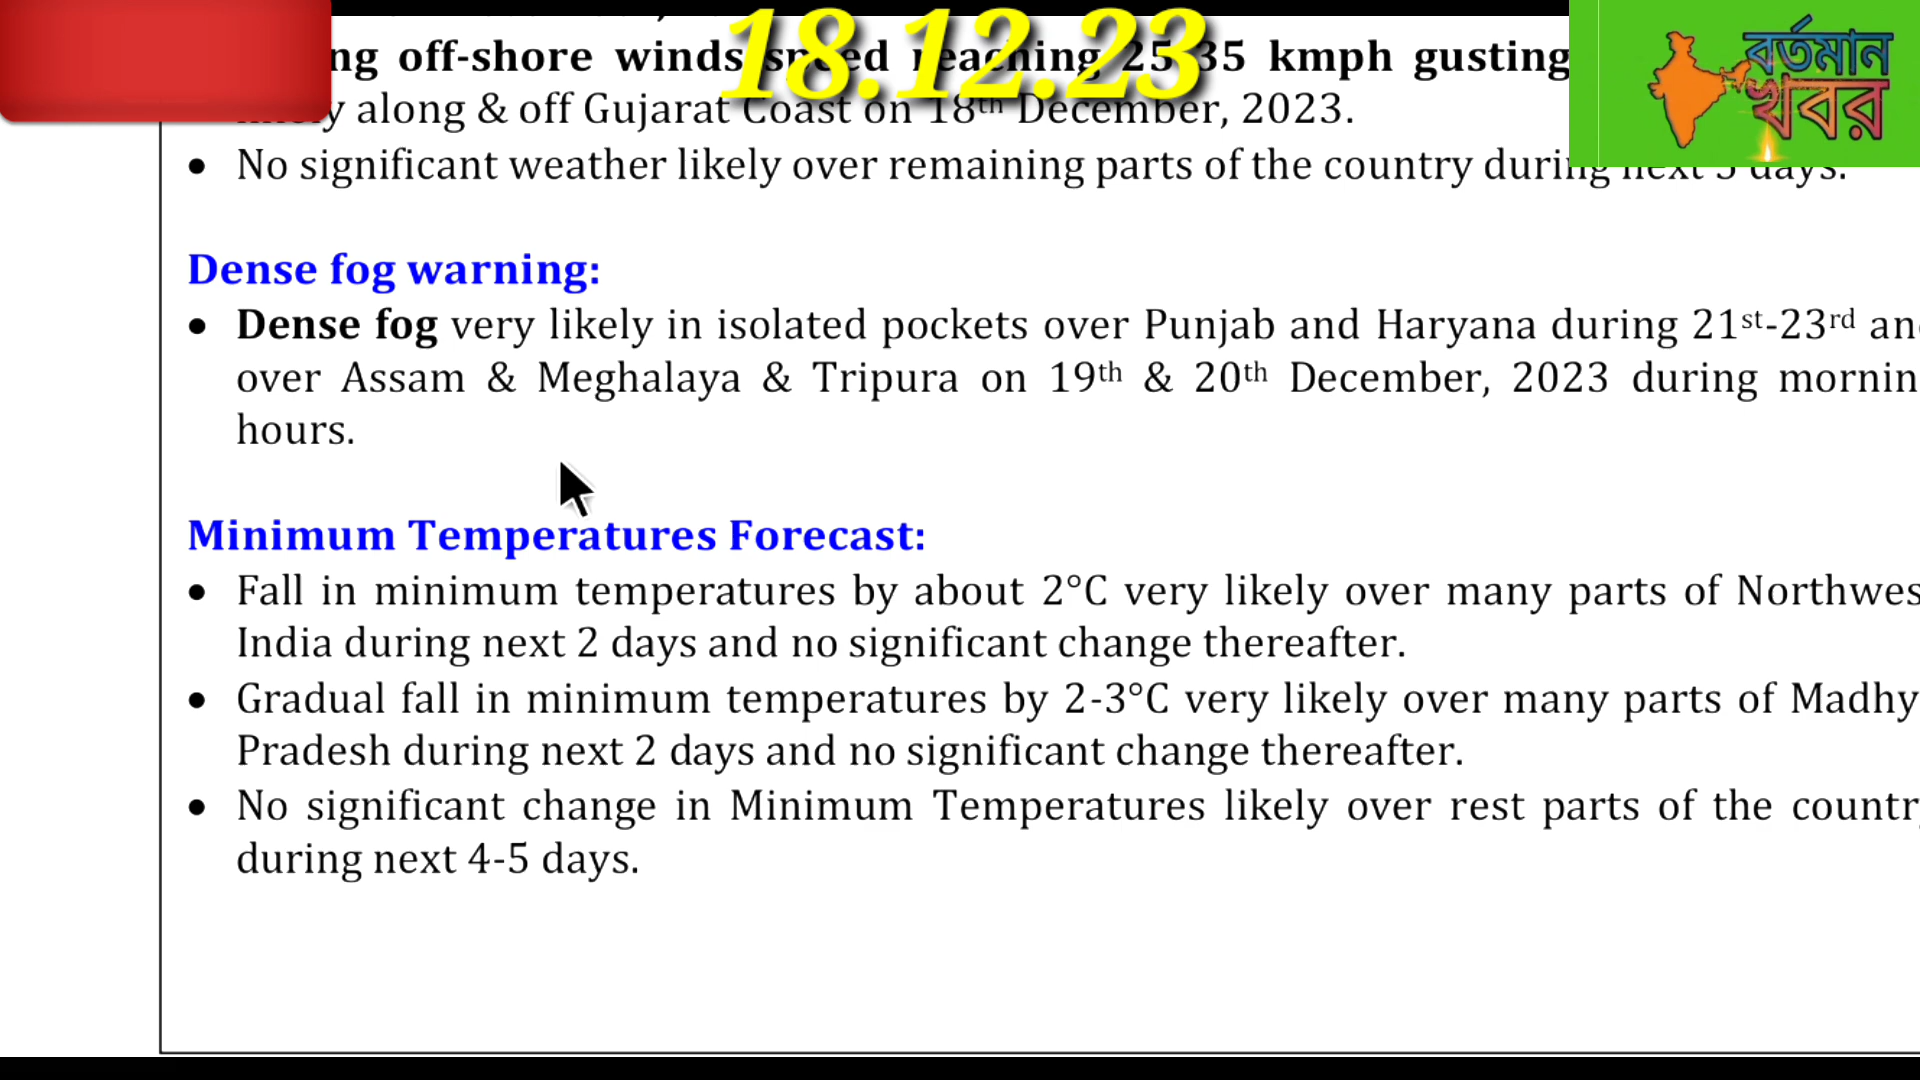 18.12.23
বর্তমান
খবর
off-shore winds speed reaching 25-35 kmph gusting
along & off Gujarat Coast on 18th December, 2023.
• No significant weather likely over remaining parts of the country during next 5 days.
Dense fog warning:
• Dense fog very likely in isolated pockets over Punjab and Haryana during 21st-23rd an
over Assam & Meghalaya & Tripura on 19th & 20th December, 2023 during mornin
hours.
Minimum Temperatures Forecast:
• Fall in minimum temperatures by about 2°C very likely over many parts of Northwes
India during next 2 days and no significant change thereafter.
• Gradual fall in minimum temperatures by 2-3°C very likely over many parts of Madhy
Pradesh during next 2 days and no significant change thereafter.
• No significant change in Minimum Temperatures likely over rest parts of the countr
during next 4-5 days.